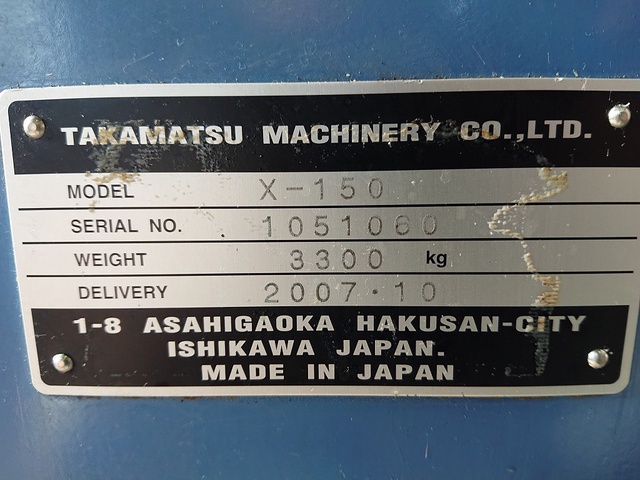 TAKAMATSU MACHINERY CO.,LTD.
MODEL X-150
SERIAL NO. 1051060
WEIGHT 3300 kg
DELIVERY 2007・10
1-8 ASAHIGAOKA HAKUSAN-CITY
ISHIKAWA JAPAN.
MADE IN JAPAN